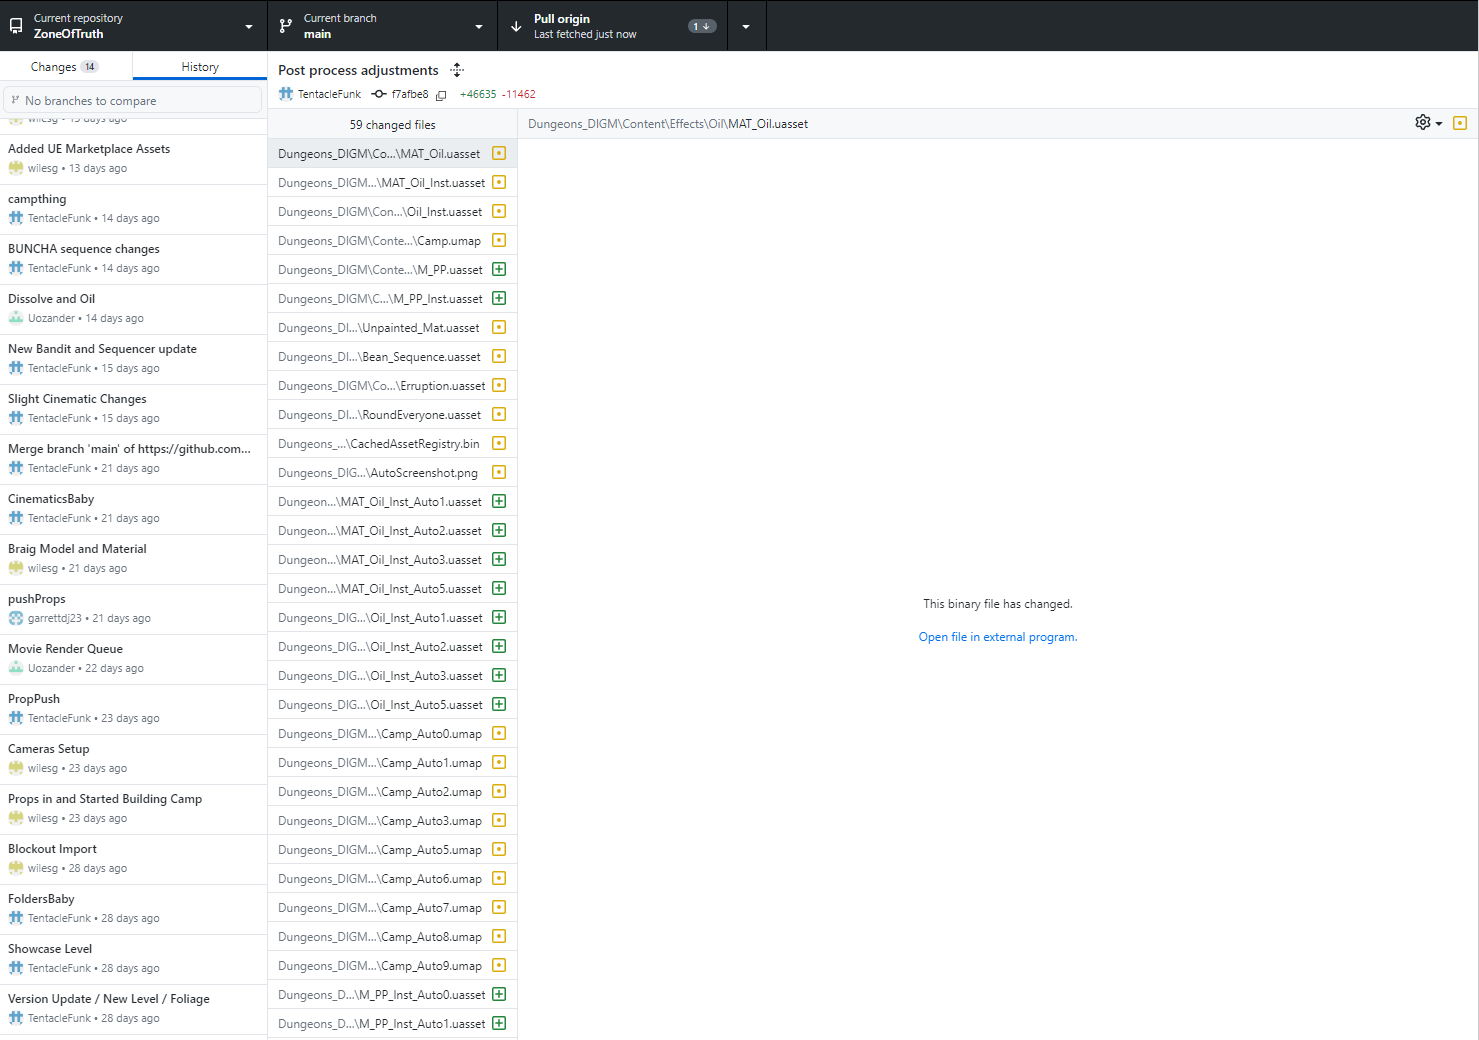 Current repository
ZoneOfTruth
Current branch
main
Pull origin
Last fetched just now
1
Changes 14
History
No branches to compare
wilesg • 13 days ago
Added UE Marketplace Assets
wilesg • 13 days ago
campthing
TentacleFunk • 14 days ago
BUNCHA sequence changes
TentacleFunk • 14 days ago
Dissolve and Oil
Uozander • 14 days ago
New Bandit and Sequencer update
TentacleFunk • 15 days ago
Slight Cinematic Changes
TentacleFunk • 15 days ago
Merge branch 'main' of https://github.com...
TentacleFunk • 21 days ago
CinematicsBaby
TentacleFunk • 21 days ago
Braig Model and Material
wilesg • 21 days ago
pushProps
garrettdj23 • 21 days ago
Movie Render Queue
Uozander • 22 days ago
PropPush
TentacleFunk • 23 days ago
Cameras Setup
wilesg • 23 days ago
Props in and Started Building Camp
wilesg • 23 days ago
Blockout Import
wilesg • 28 days ago
FoldersBaby
TentacleFunk • 28 days ago
Showcase Level
TentacleFunk • 28 days ago
Version Update / New Level / Foliage
TentacleFunk • 28 days ago
Post process adjustments
TentacleFunk f7afbe8 +46635 -11462
59 changed files
Dungeons_DIGM\Co...\MAT_Oil.uasset
Dungeons_DIGM...\MAT_Oil_Inst.uasset
Dungeons_DIGM\Con...\Oil_Inst.uasset
Dungeons_DIGM\Conte...\Camp.umap
Dungeons_DIGM\Conte...\M_PP.uasset
Dungeons_DIGM\C...\M_PP_Inst.uasset
Dungeons_DI...\Unpainted_Mat.uasset
Dungeons_DI...\Bean_Sequence.uasset
Dungeons_DIGM\Co...\Erruption.uasset
Dungeons_DI...\RoundEveryone.uasset
Dungeons_...\CachedAssetRegistry.bin
Dungeons_DIG...\AutoScreenshot.png
Dungeon...\MAT_Oil_Inst_Auto1.uasset
Dungeon...\MAT_Oil_Inst_Auto2.uasset
Dungeon...\MAT_Oil_Inst_Auto3.uasset
Dungeon...\MAT_Oil_Inst_Auto5.uasset
Dungeons_DIG...\Oil_Inst_Auto1.uasset
Dungeons_DIG...\Oil_Inst_Auto2.uasset
Dungeons_DIG...\Oil_Inst_Auto3.uasset
Dungeons_DIG...\Oil_Inst_Auto5.uasset
Dungeons_DIGM...\Camp_Auto0.umap
Dungeons_DIGM...\Camp_Auto1.umap
Dungeons_DIGM...\Camp_Auto2.umap
Dungeons_DIGM...\Camp_Auto3.umap
Dungeons_DIGM...\Camp_Auto5.umap
Dungeons_DIGM...\Camp_Auto6.umap
Dungeons_DIGM...\Camp_Auto7.umap
Dungeons_DIGM...\Camp_Auto8.umap
Dungeons_DIGM...\Camp_Auto9.umap
Dungeons_D...\M_PP_Inst_Auto0.uasset
Dungeons_D...\M_PP_Inst_Auto1.uasset
Dungeons_DIGM\Content\Effects\Oil\MAT_Oil.uasset
This binary file has changed.
Open file in external program.